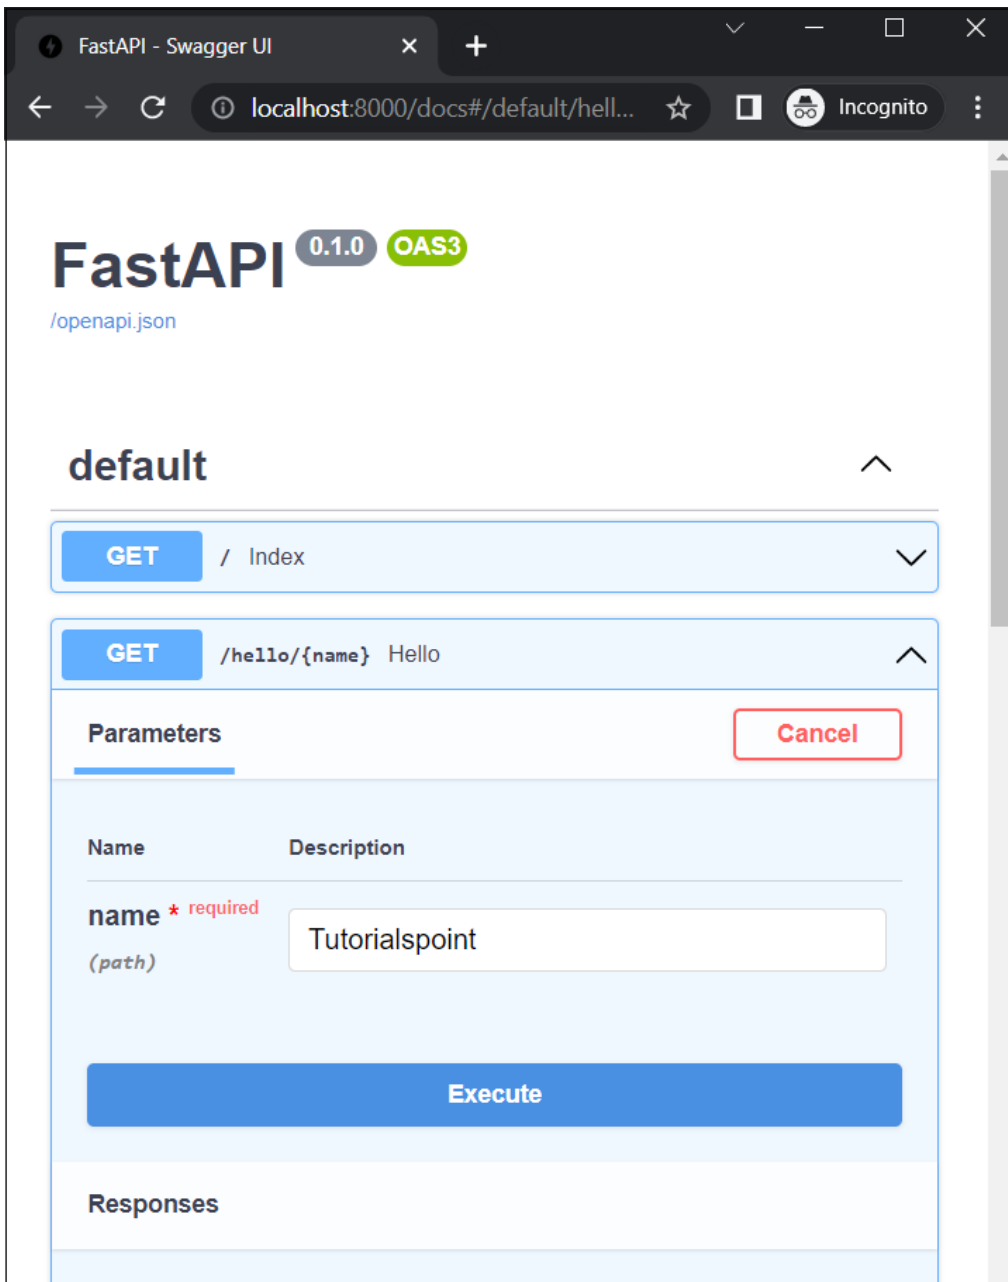 FastAPI - Swagger UI
localhost:8000/docs#/default/hell... Incognito
FastAPI 0.1.0 OAS3
/openapi.json
default
GET / Index
GET /hello/{name} Hello
Parameters Cancel
Name Description
name * required
(path) Tutorialspoint
Execute
Responses